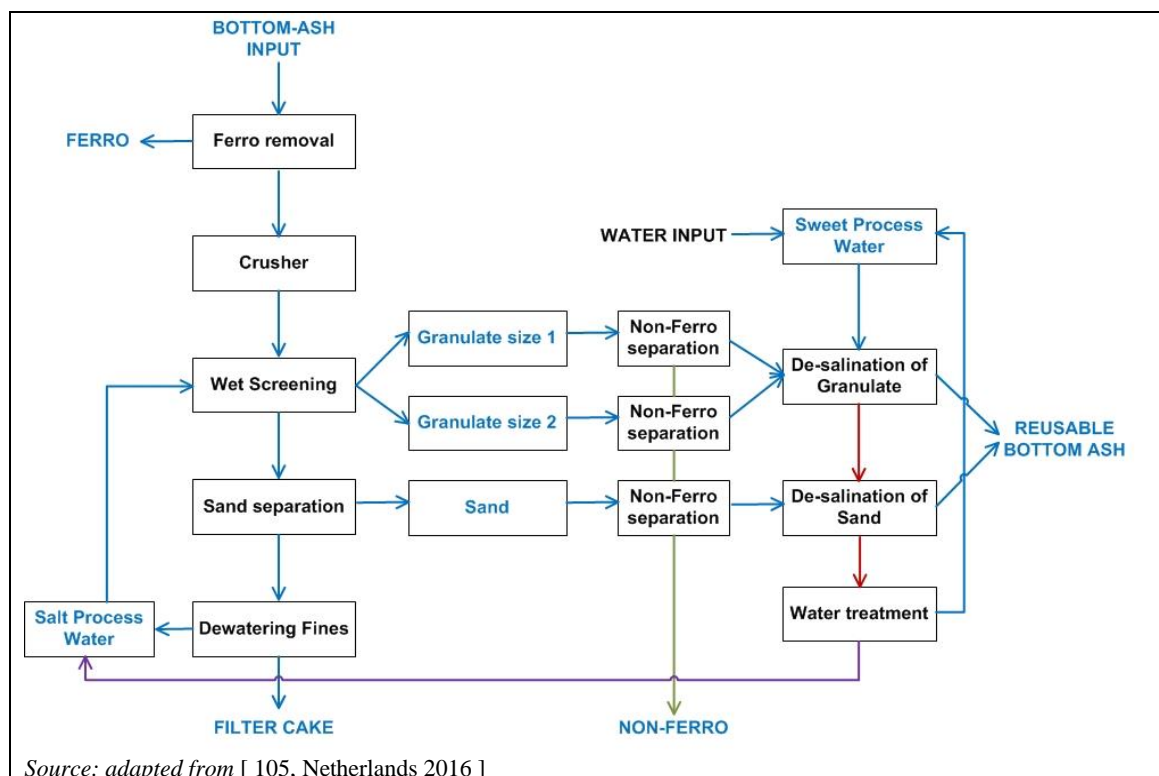 BOTTOM-ASH
INPUT
FERRO
Ferro removal
Crusher
WATER INPUT
Sweet Process
Water
Wet Screening
Granulate size 1
Non-Ferro
separation
De-salination of
Granulate
Granulate size 2
Non-Ferro
separation
REUSABLE
BOTTOM ASH
Sand separation
Sand
Non-Ferro
separation
De-salination of
Sand
Salt Process
Water
Dewatering Fines
Water treatment
FILTER CAKE
NON-FERRO
Source: adapted from [ 105, Netherlands 2016 ]